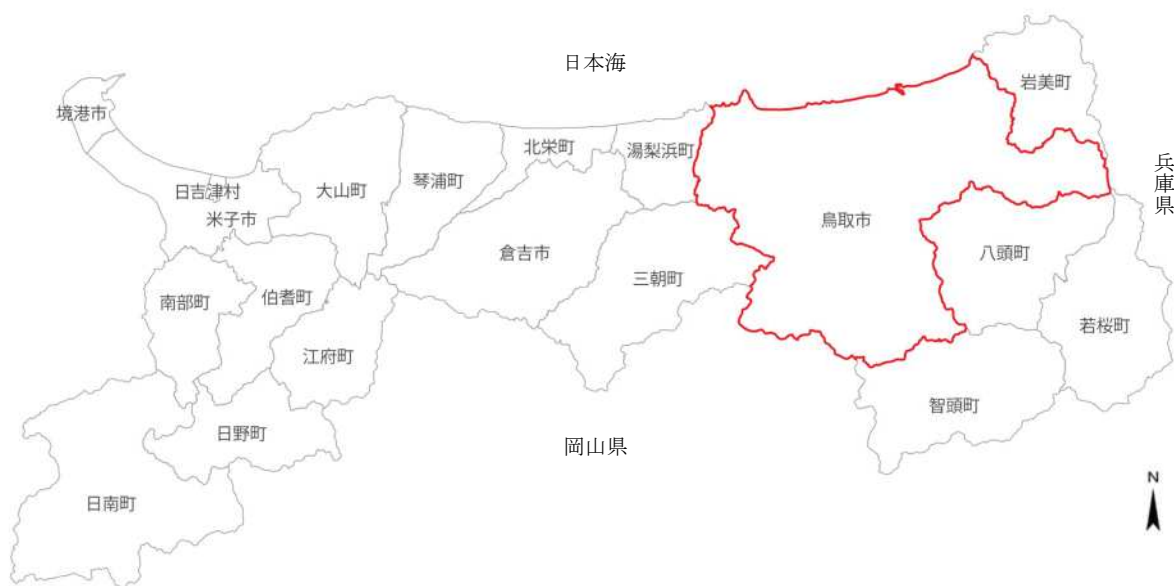 日本海
岩美町
境港市
北栄町
湯梨浜町
兵庫県
日吉津村
大山町
琴浦町
米子市
鳥取市
倉吉市
三朝町
八頭町
南部町
伯耆町
若桜町
江府町
智頭町
日野町
岡山県
N
日南町